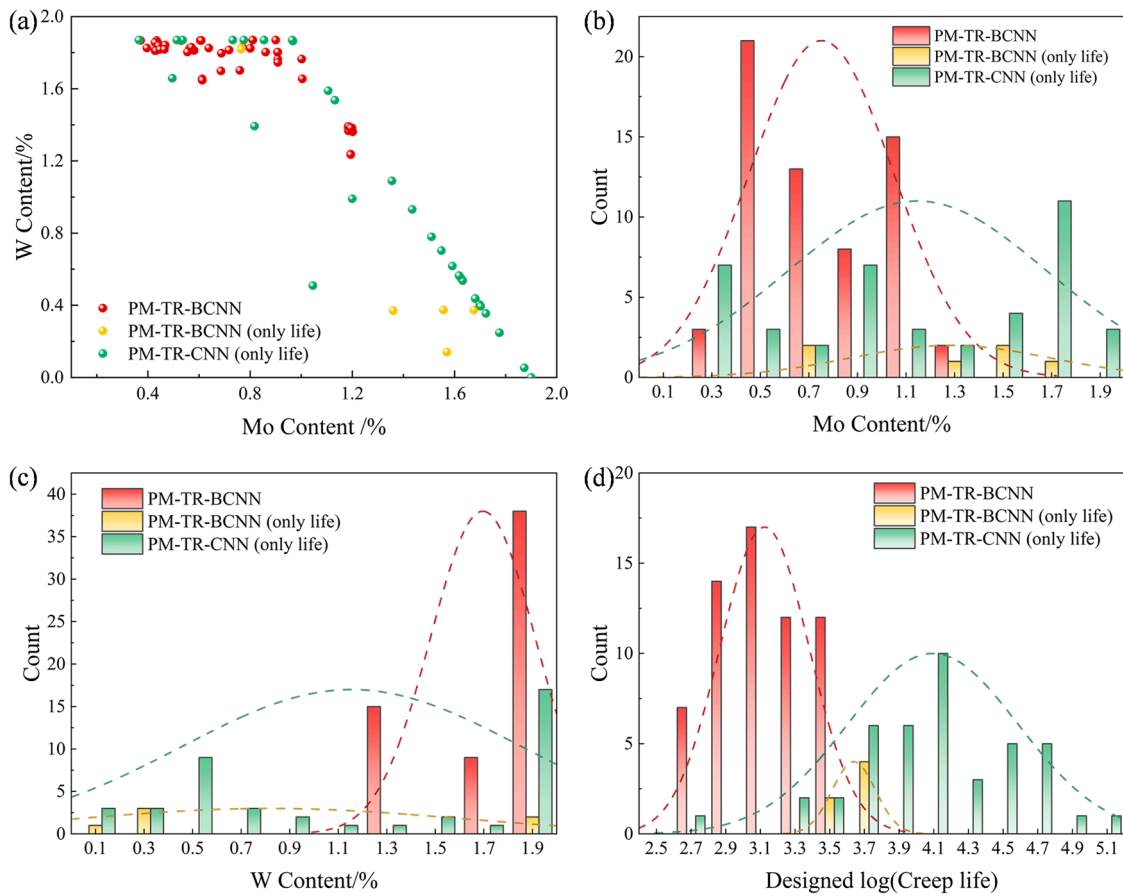 (a)
2.0
1.6
1.2
0.8
0.4
0.0
W Content/%
PM-TR-BCNN
PM-TR-BCNN (only life)
PM-TR-CNN (only life)
0.4 0.8 1.2 1.6 2.0
Mo Content /%
(b)
20
15
10
5
0
Count
PM-TR-BCNN
PM-TR-BCNN (only life)
PM-TR-CNN (only life)
0.1 0.3 0.5 0.7 0.9 1.1 1.3 1.5 1.7 1.9
Mo Content/%
(c)
40
35
30
25
20
15
10
5
0
Count
PM-TR-BCNN
PM-TR-BCNN (only life)
PM-TR-CNN (only life)
0.1 0.3 0.5 0.7 0.9 1.1 1.3 1.5 1.7 1.9
W Content/%
(d)
20
15
10
5
0
Count
PM-TR-BCNN
PM-TR-BCNN (only life)
PM-TR-CNN (only life)
2.5 2.7 2.9 3.1 3.3 3.5 3.7 3.9 4.1 4.3 4.5 4.7 4.9 5.1
Designed log(Creep life)